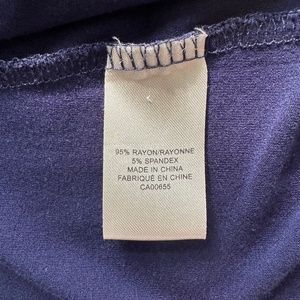 95% RAYON/RAYONNE
5% SPANDEX
MADE IN CHINA
FABRIQUÉ EN CHINE
CA00655